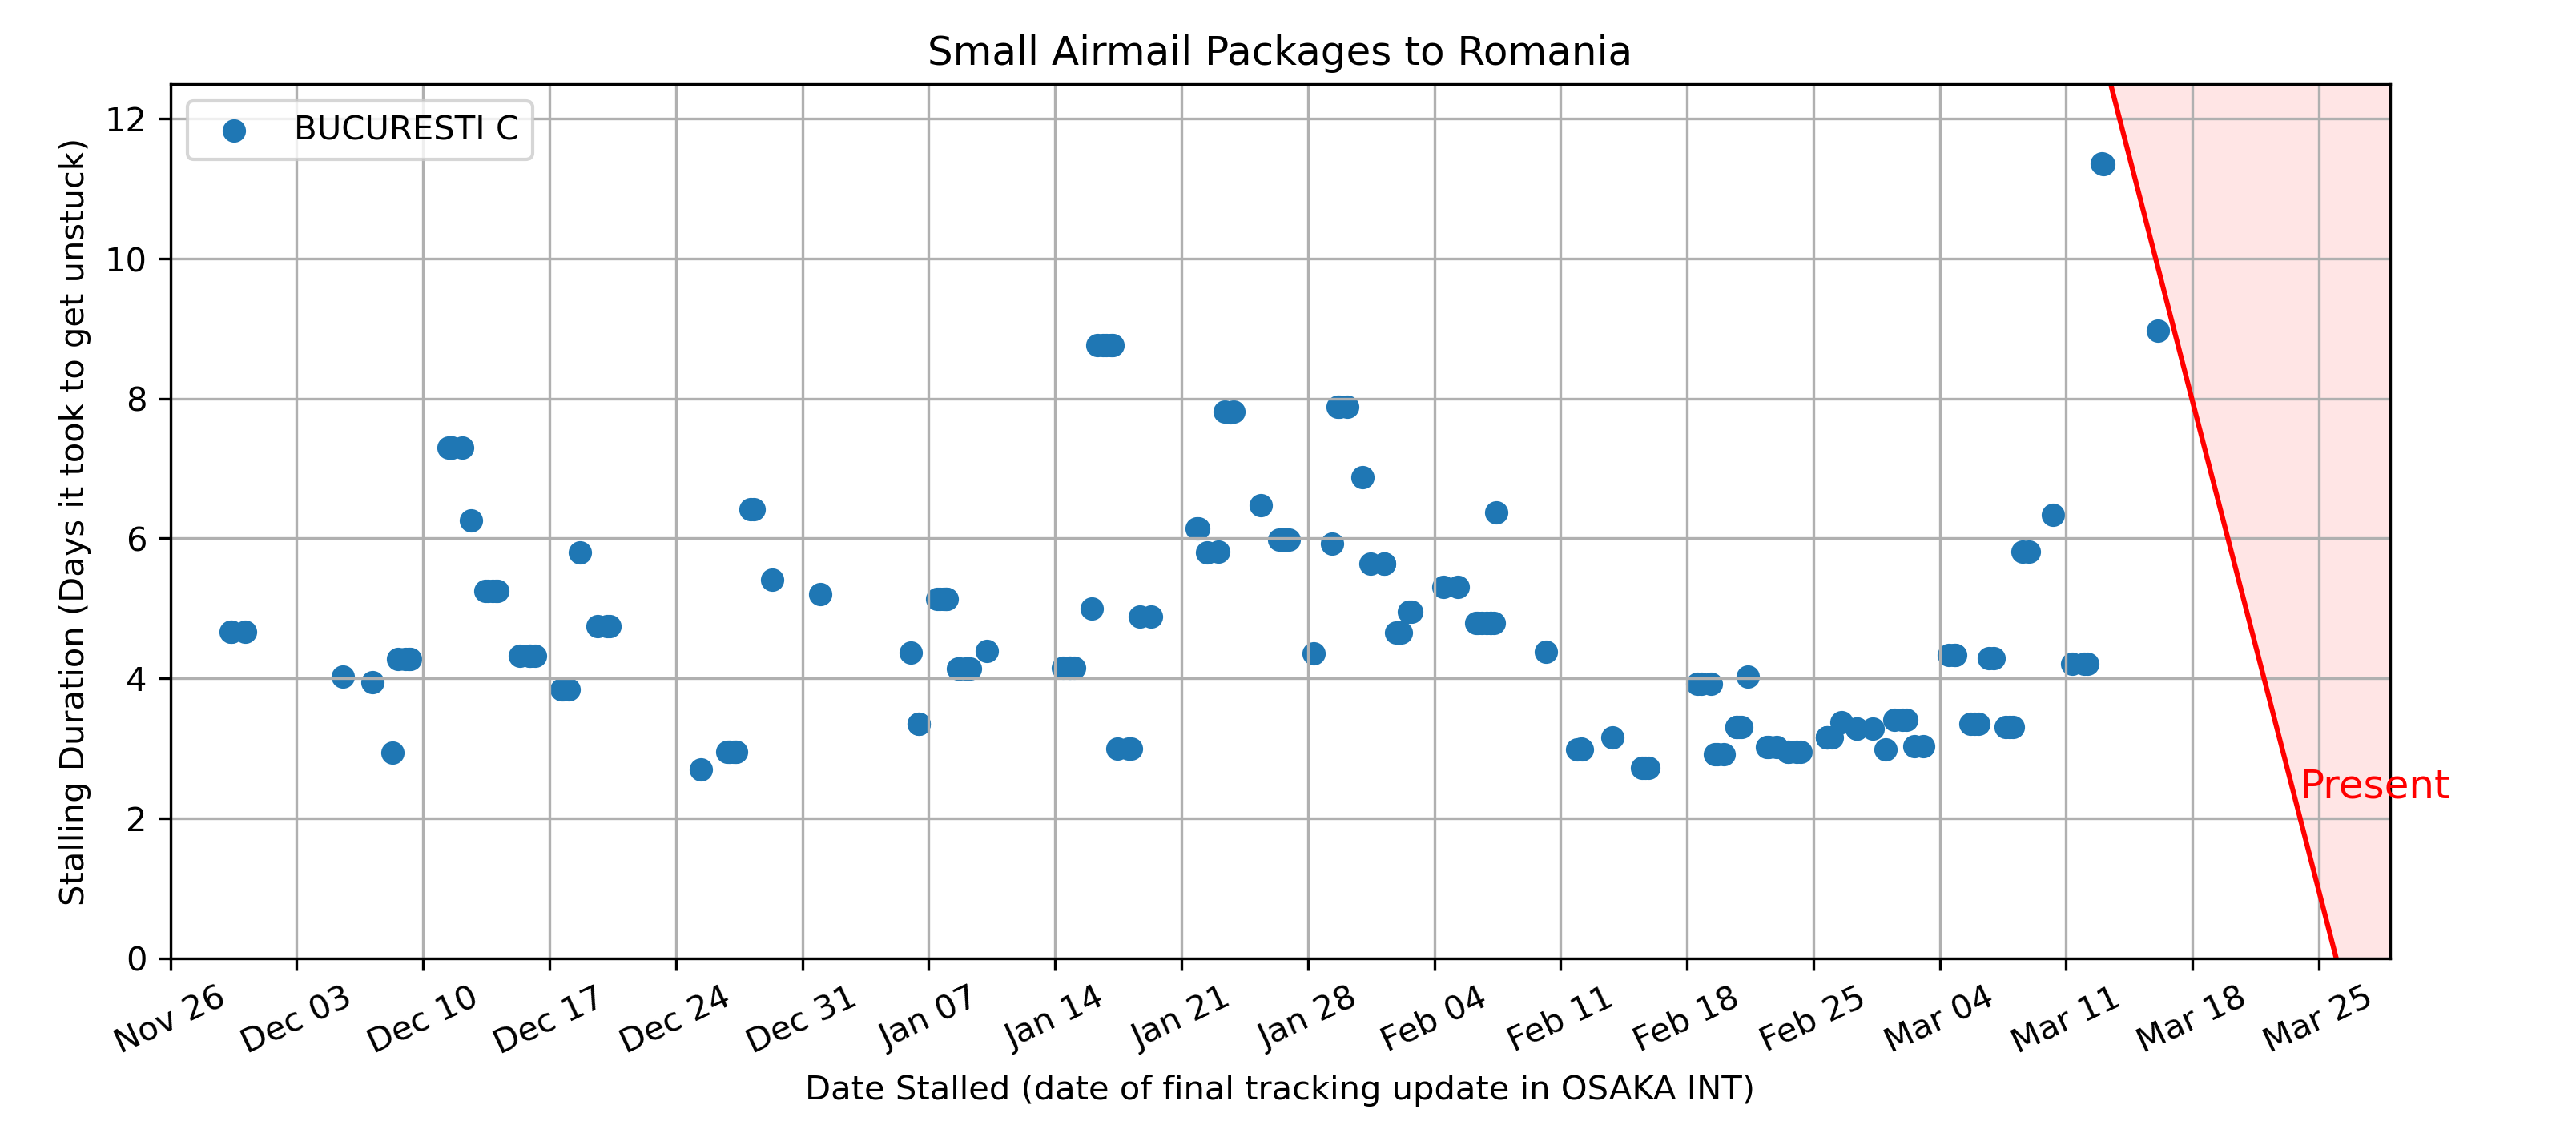 Small Airmail Packages to Romania
BUCURESTI C
Stalling Duration (Days it took to get unstuck)
12
10
8
6
4
2
0
Present
Nov 26
Dec 03
Dec 10
Dec 17
Dec 24
Dec 31
Jan 07
Jan 14
Jan 21
Jan 28
Feb 04
Feb 11
Feb 18
Feb 25
Mar 04
Mar 11
Mar 18
Mar 25
Date Stalled (date of final tracking update in OSAKA INT)